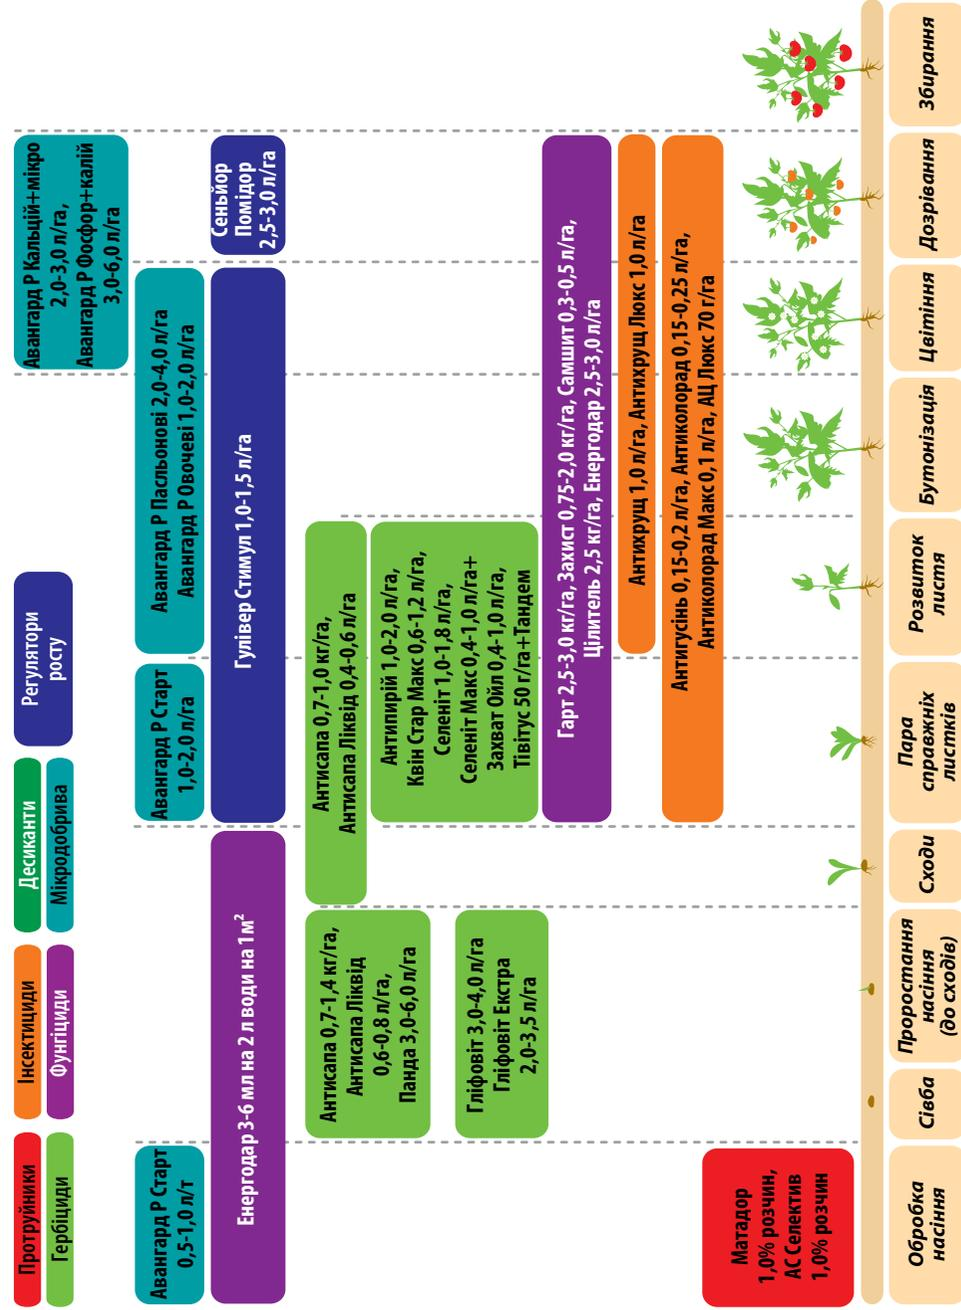 Протруйники
Інсектициди
Десиканти
Регулятори
росту
Гербіциди
Фунгіциди
Мікродобрива
Авангард Р Кальцій+мікро
2,0-3,0 л/га,
Авангард Р Фосфор+калій
3,0-6,0 л/га
Авангард Р Старт
0,5-1,0 л/т
Авангард Р Старт
1,0-2,0 л/га
Авангард Р Пасльонові 2,0-4,0 л/га
Авангард Р Овочеві 1,0-2,0 л/га
Енергодар 3-6 мл на 2 л води на 1м²
Гулівер Стимул 1,0-1,5 л/га
Сеньйор
Помідор
2,5-3,0 л/га
Антисапа 0,7-1,4 кг/га,
Антисапа Ліквід
0,6-0,8 л/га,
Панда 3,0-6,0 л/га
Антисапа 0,7-1,0 кг/га,
Антисапа Ліквід 0,4-0,6 л/га
Антипирій 1,0-2,0 л/га,
Квін Стар Макс 0,6-1,2 л/га,
Селеніт 1,0-1,8 л/га,
Селеніт Макс 0,4-1,0 л/га+
Захват Ойл 0,4-1,0 л/га,
Тівітус 50 г/га+Тандем
Гліфовіт 3,0-4,0 л/га
Гліфовіт Екстра
2,0-3,5 л/га
Гарт 2,5-3,0 кг/га, Захист 0,75-2,0 кг/га, Самшит 0,3-0,5 л/га,
Цілитель 2,5 кг/га, Енергодар 2,5-3,0 л/га
Антихрущ 1,0 л/га, Антихрущ Люкс 1,0 л/га
Антигусінь 0,15-0,2 л/га, Антиколорад 0,15-0,25 л/га,
Антиколорад Макс 0,1 л/га, АЦ Люкс 70 г/га
Матадор
1,0% розчин,
АС Селектив
1,0% розчин
Обробка
насіння
Сівба
Проростання
насіння
(до сходів)
Сходи
Пара
справжніх
листків
Розвиток
листя
Бутонізація
Цвітіння
Дозрівання
Збирання